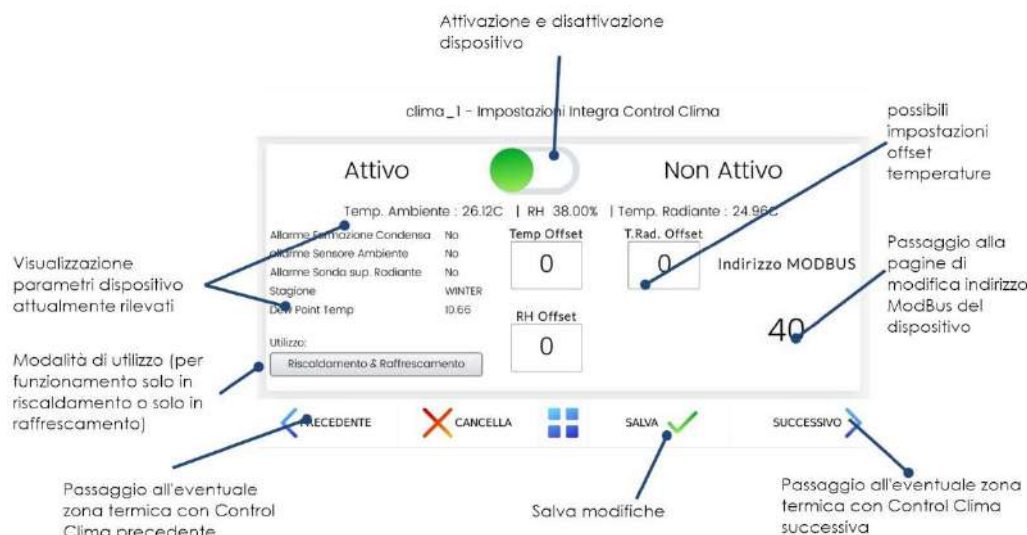 Attivazione e disattivazione
dispositivo
clima_1 - Impostazioni Integra Control Clima
possibili
impostazioni
offset
temperature
Attivo
Non Attivo
Temp. Ambiente : 26.12C | RH 38.00% | Temp. Radiante : 24.96C
Allarme Formazione Condensa No
allarme Sensore Ambiente No
Allarme Sonda sup. Radiante No
Stagione WINTER
Dew Point Temp 10.66
Temp Offset
0
T.Rad. Offset
0
Indirizzo MODBUS
40
RH Offset
0
Utilizzo:
Riscaldamento & Raffrescamento
Visualizzazione
parametri dispositivo
attualmente rilevati
Passaggio alla
pagine di
modifica indirizzo
ModBus del
dispositivo
Modalità di utilizzo (per
funzionamento solo in
riscaldamento o solo in
raffrescamento)
PRECEDENTE
CANCELLA
SALVA
SUCCESSIVO
Passaggio all'eventuale
zona termica con Control
Clima precedente
Salva modifiche
Passaggio all'eventuale zona
termica con Control Clima
successiva